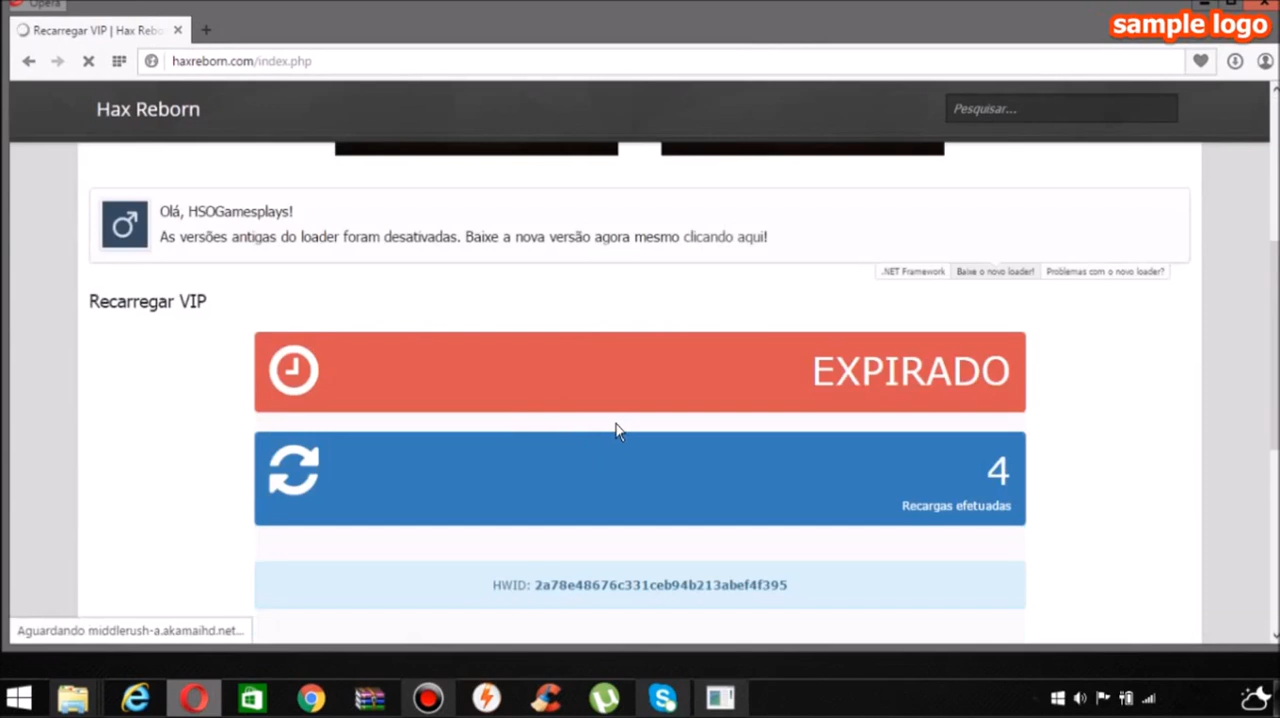 Opera
sample logo
Recarregar VIP | Hax Rebo
haxreborn.com/index.php
Hax Reborn
Pesquisar...
Olá, HSOGamesplays!
As versões antigas do loader foram desativadas. Baixe a nova versão agora mesmo clicando aqui!
.NET Framework Baixe o novo loader! Problemas com o novo loader?
Recarregar VIP
EXPIRADO
4
Recargas efetuadas
HWID: 2a78e48676c331ceb94b213abef4f395
Aguardando middlerush-a.akamaihd.net...